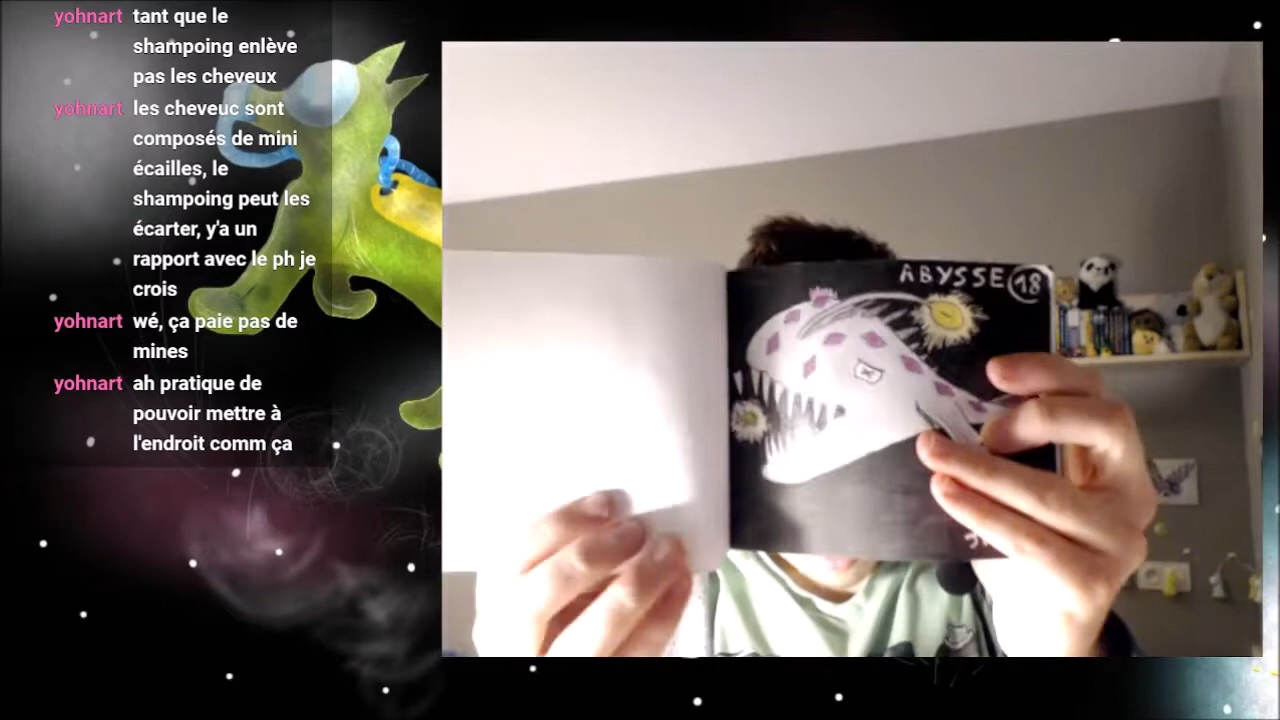 yohnart tant que le
shampoing enlève
pas les cheveux
yohnart les cheveuc sont
composés de mini
écailles, le
shampoing peut les
écarter, y'a un
rapport avec le ph je
crois
yohnart wé, ça paie pas de
mines
yohnart ah pratique de
pouvoir mettre à
l'endroit comm ça
ABYSSE 18